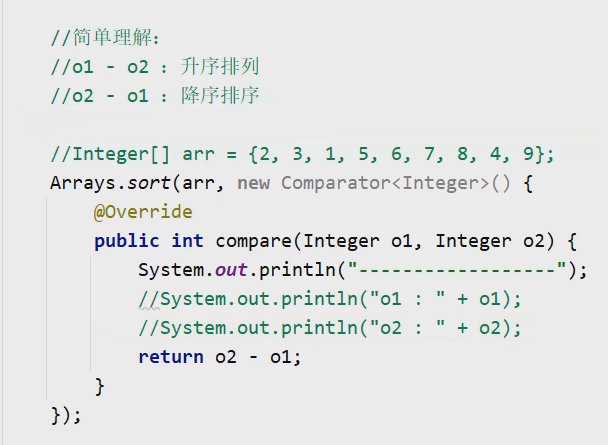 //简单理解：
//o1 - o2 : 升序排列
//o2 - o1 : 降序排序
//Integer[] arr = {2, 3, 1, 5, 6, 7, 8, 4, 9};
Arrays.sort(arr, new Comparator<Integer>() {
@Override
public int compare(Integer o1, Integer o2) {
System.out.println("------------------");
//System.out.println("o1 : " + o1);
//System.out.println("o2 : " + o2);
return o2 - o1;
}
});